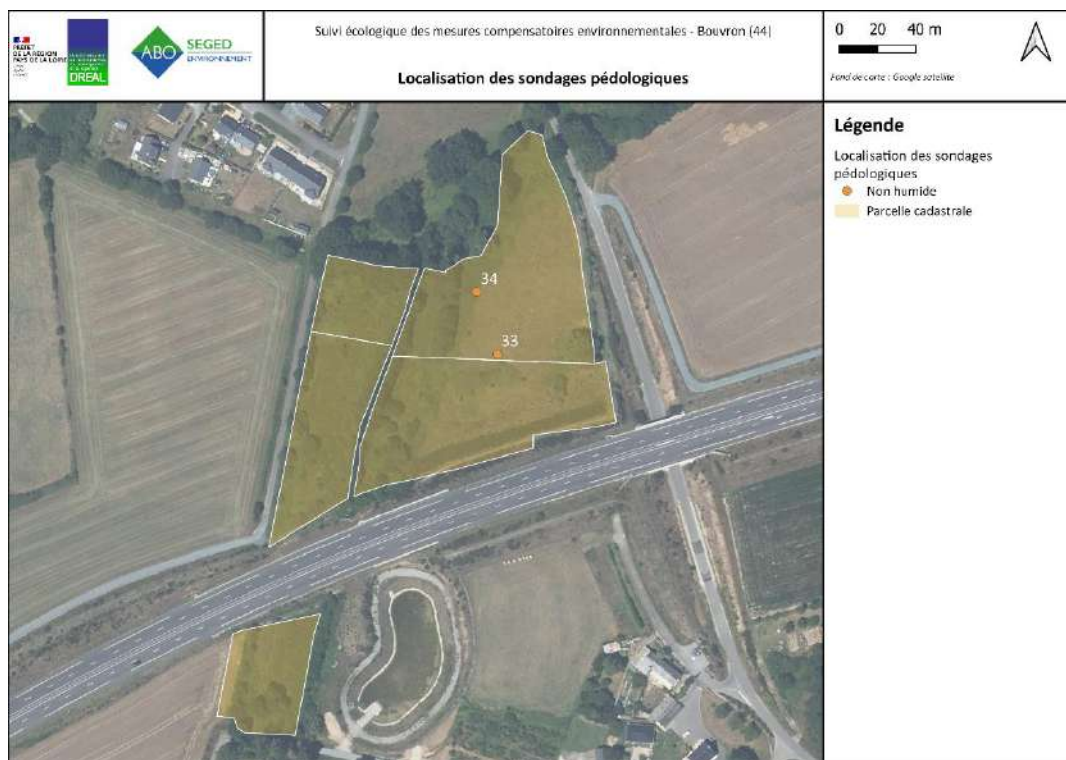 PRÉFET
DE LA RÉGION
PAYS DE LA LOIRE
DREAL
ABO
SEGED
ENVIRONNEMENT
Suivi écologique des mesures compensatoires environnementales - Bouvron (44)
Localisation des sondages pédologiques
0 20 40 m
Fond de carte : Google satellite
Légende
Localisation des sondages
pédologiques
Non humide
Parcelle cadastrale
34
33